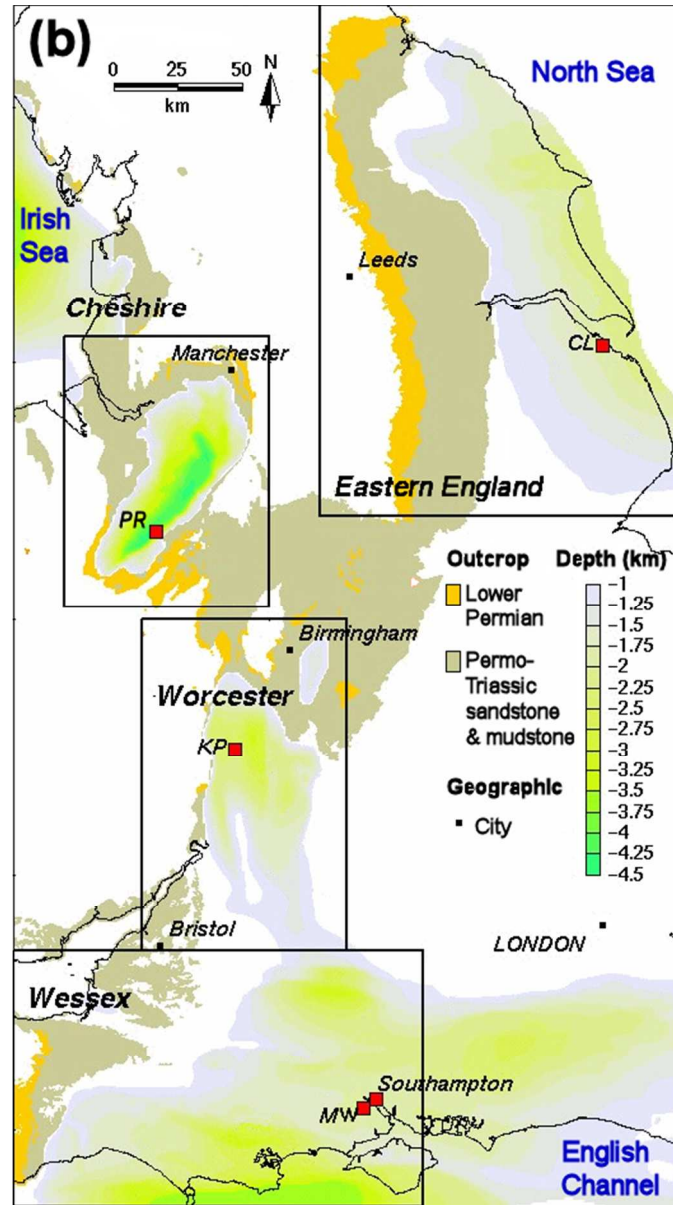 (b)
0 25 50
km
N
North Sea
Irish
Sea
Leeds
Cheshire
Manchester
CL
PR
Eastern England
Outcrop
Lower
Permian
Permo-
Triassic
sandstone
& mudstone
Geographic
City
Depth (km)
-1
-1.25
-1.75
-2
-2.25
-2.5
-2.75
-3
-3.25
-3.5
-3.75
-4
-4.25
-4.5
Birmingham
Worcester
KP
Bristol
LONDON
Wessex
Southampton
MW
English
Channel